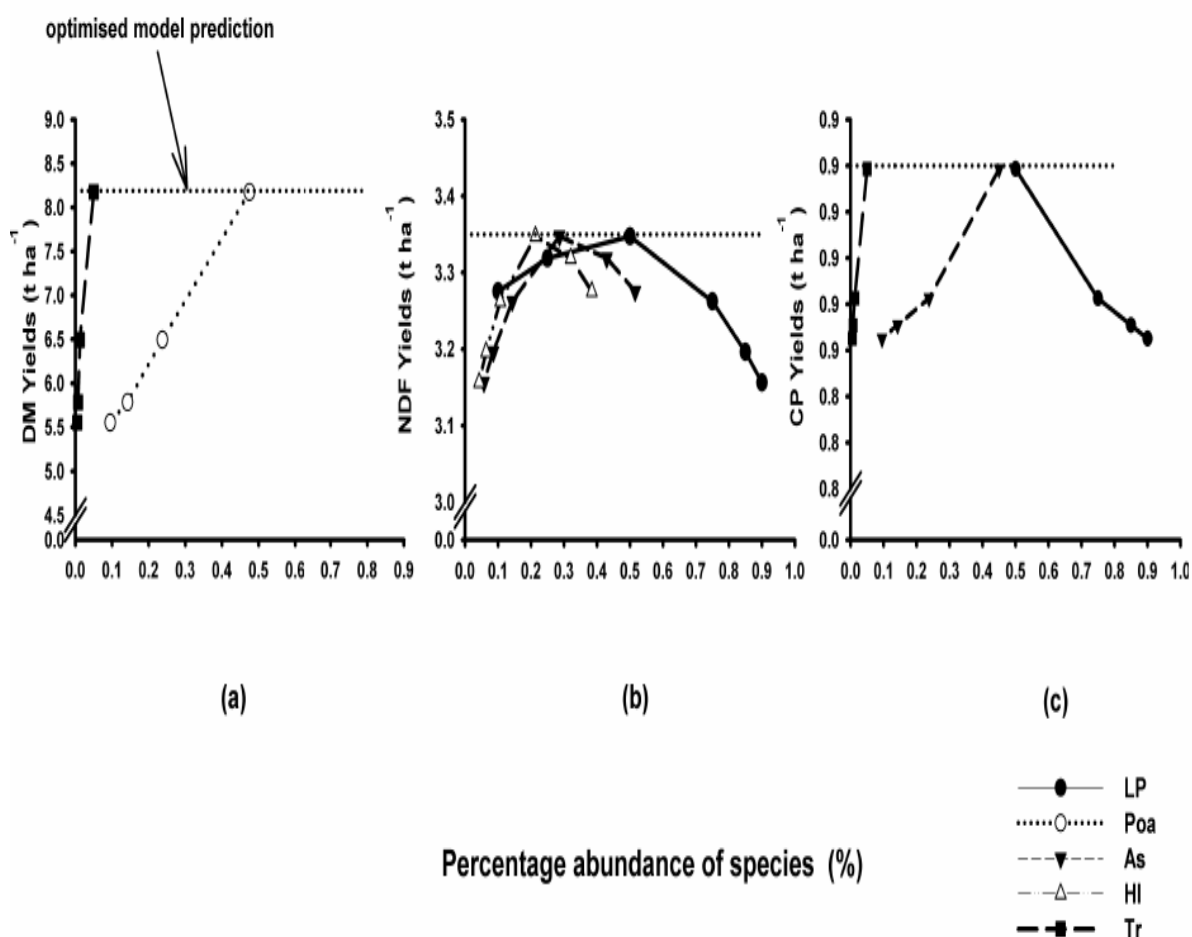 optimised model prediction
DM Yields (t ha⁻¹)
9.0
8.5
8.0
7.5
7.0
6.5
6.0
5.5
5.0
4.5
0.0
0.0 0.1 0.2 0.3 0.4 0.5 0.6 0.7 0.8 0.9
(a)
NDF Yields (t ha⁻¹)
3.5
3.4
3.3
3.2
3.1
3.0
0.0
0.0 0.1 0.2 0.3 0.4 0.5 0.6 0.7 0.8 0.9 1.0
(b)
CP Yields (t ha⁻¹)
0.9
0.9
0.9
0.9
0.9
0.9
0.8
0.8
0.8
0.0
0.0 0.1 0.2 0.3 0.4 0.5 0.6 0.7 0.8 0.9 1.0
(c)
Percentage abundance of species (%)
LP
Poa
As
Hl
Tr